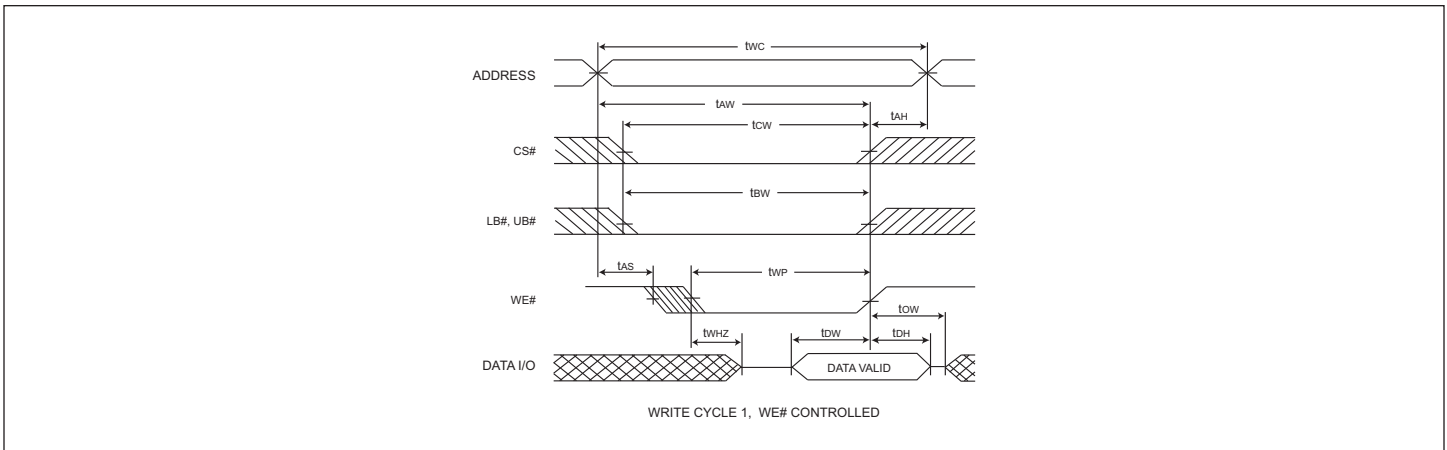 tWC
ADDRESS
tAW
tAH
tCW
CS#
tBW
LB#, UB#
tAS
tWP
WE#
tOW
tWHZ
tDW
tDH
DATA I/O
DATA VALID
WRITE CYCLE 1, WE# CONTROLLED